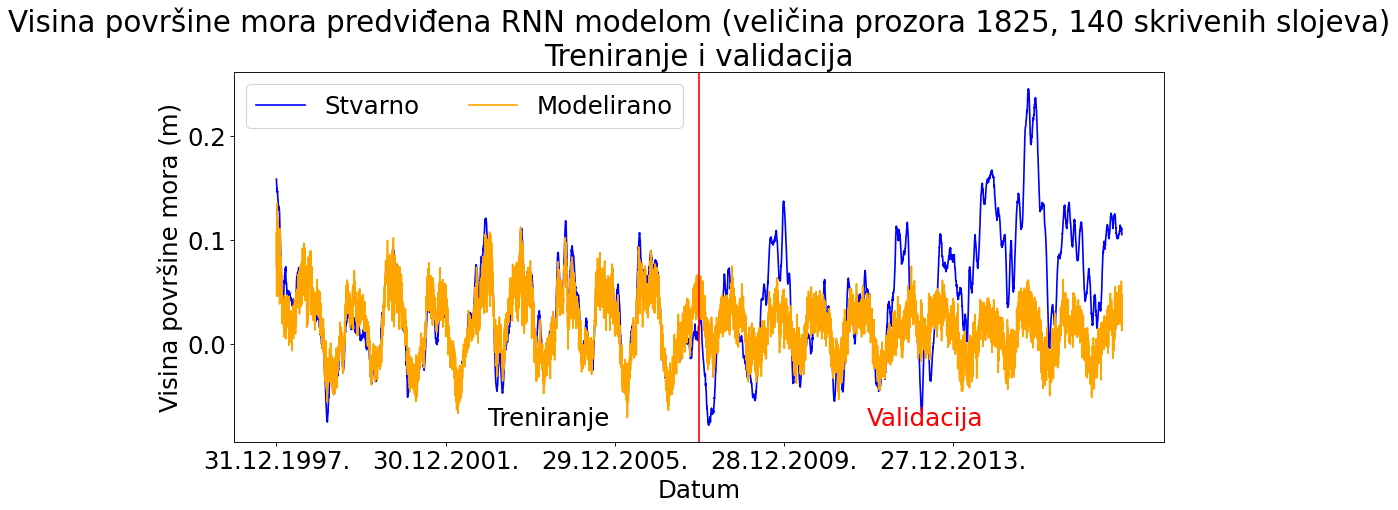 Visina površine mora predviđena RNN modelom (veličina prozora 1825, 140 skrivenih slojeva)
Treniranje i validacija
Stvarno
Modelirano
Visina površine mora (m)
0.2
0.1
0.0
Treniranje
Validacija
31.12.1997.
30.12.2001.
29.12.2005.
28.12.2009.
27.12.2013.
Datum